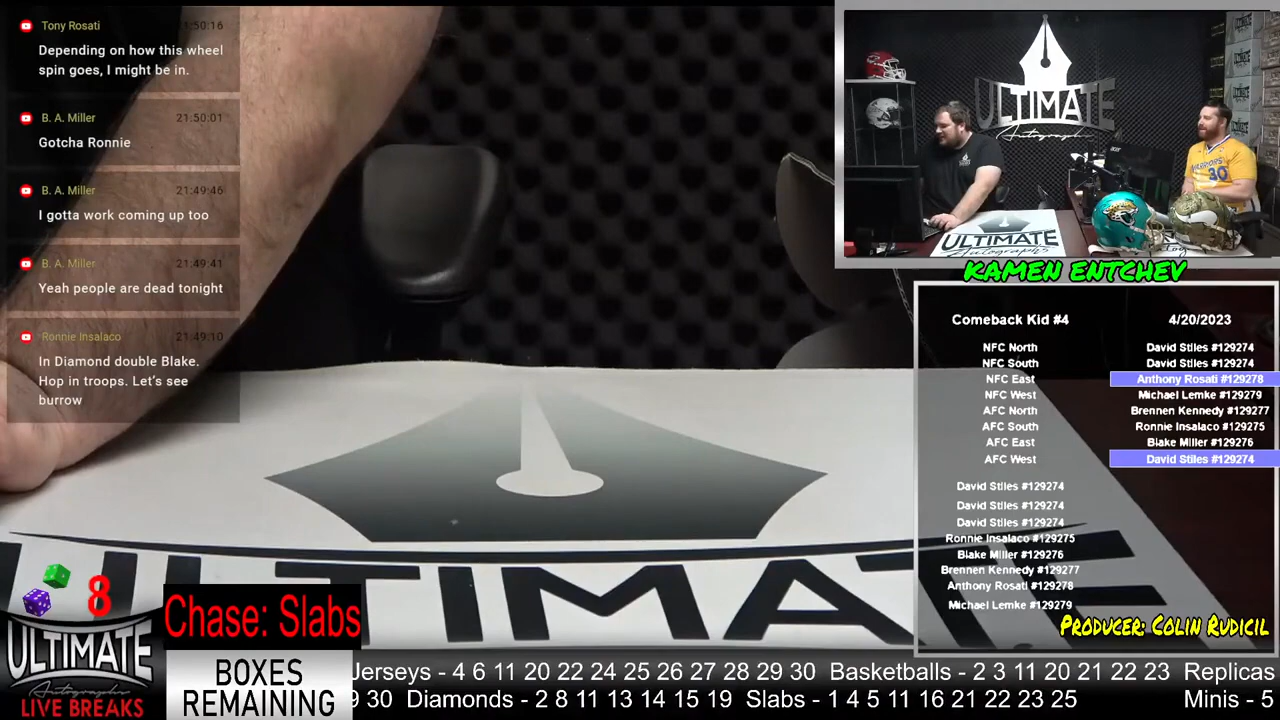 Tony Rosati 21:50:16
Depending on how this wheel
spin goes, I might be in.
B. A. Miller 21:50:01
Gotcha Ronnie
B. A. Miller 21:49:46
I gotta work coming up too
B. A. Miller 21:49:41
Yeah people are dead tonight
Ronnie Insalaco 21:49:10
In Diamond double Blake.
Hop in troops. Let's see
burrow
ULTIMATE
Autographs
WARRIORS
30
ULTIMATE
Autographs
KAMEN ENTCHEV
Comeback Kid #4 4/20/2023
NFC North David Stiles #129274
NFC South David Stiles #129274
NFC East Anthony Rosati #129278
NFC West Michael Lemke #129279
AFC North Brennen Kennedy #129277
AFC South Ronnie Insalaco #129275
AFC East Blake Miller #129276
AFC West David Stiles #129274
David Stiles #129274
David Stiles #129274
David Stiles #129274
Ronnie Insalaco #129275
Blake Miller #129276
Brennen Kennedy #129277
Anthony Rosati #129278
Michael Lemke #129279
PRODUCER: COLIN RUDICIL
ULTIMATE
8
ULTIMATE
Autographs
LIVE BREAKS
Chase: Slabs
BOXES
REMAINING
Jerseys - 4 6 11 20 22 24 25 26 27 28 29 30 Basketballs - 2 3 11 20 21 22 23 Replicas
9 30 Diamonds - 2 8 11 13 14 15 19 Slabs - 1 4 5 11 16 21 22 23 25 Minis - 5